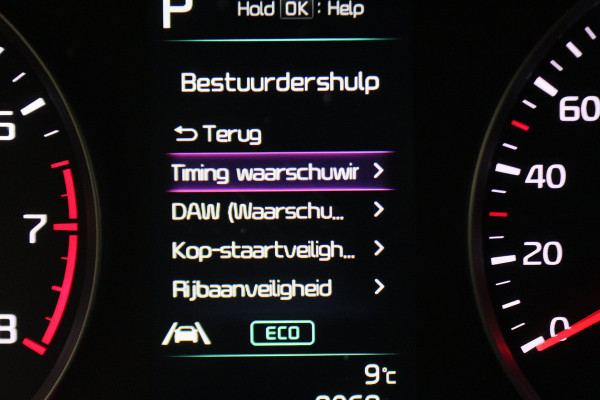 P
Hold OK : Help
Bestuurdershulp
Terug
Timing waarschuwir
DAW (Waarschu...
Kop-staartveiligh...
Rijbaanveiligheid
ECO
9°C
6
7
8
60
40
20
0